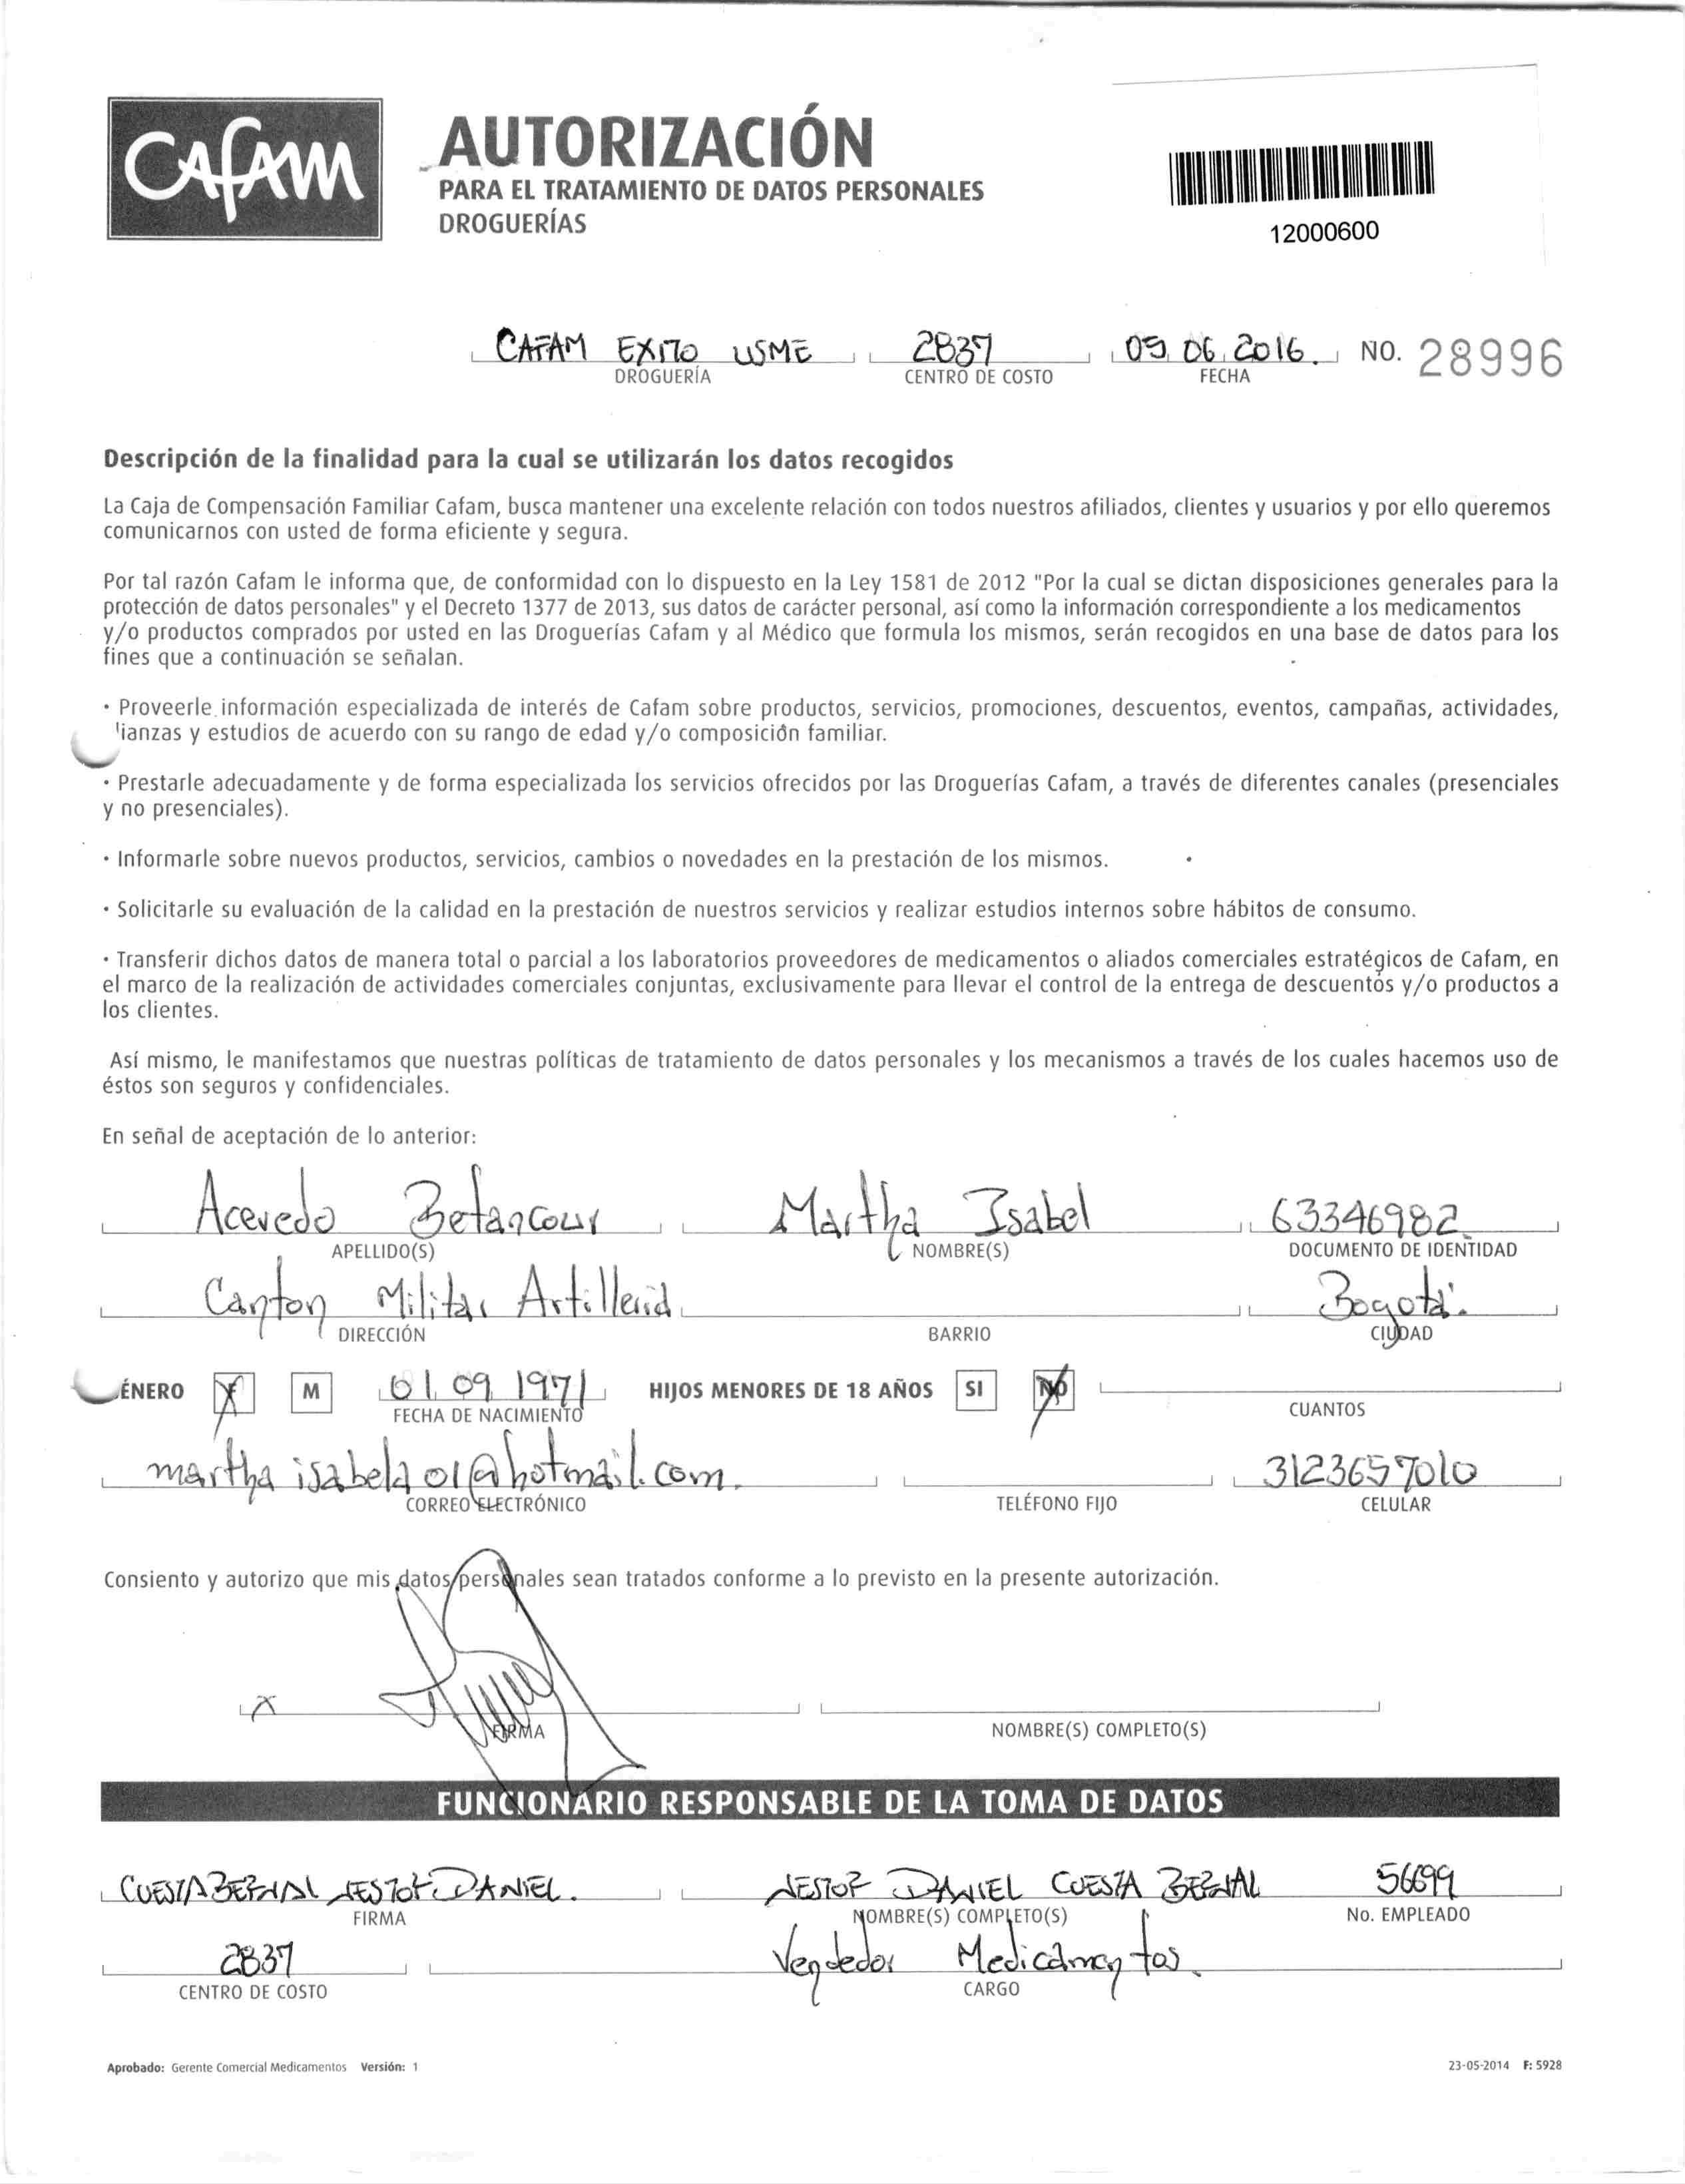 CAFAM
AUTORIZACIÓN
PARA EL TRATAMIENTO DE DATOS PERSONALES
DROGUERÍAS
12000600
CAFAM EXITO USME 2837 09 06 2016. NO. 28996
DROGUERÍA CENTRO DE COSTO FECHA
Descripción de la finalidad para la cual se utilizarán los datos recogidos
La Caja de Compensación Familiar Cafam, busca mantener una excelente relación con todos nuestros afiliados, clientes y usuarios y por ello queremos
comunicarnos con usted de forma eficiente y segura.
Por tal razón Cafam le informa que, de conformidad con lo dispuesto en la Ley 1581 de 2012 "Por la cual se dictan disposiciones generales para la
protección de datos personales" y el Decreto 1377 de 2013, sus datos de carácter personal, así como la información correspondiente a los medicamentos
y/o productos comprados por usted en las Droguerías Cafam y al Médico que formula los mismos, serán recogidos en una base de datos para los
fines que a continuación se señalan.
· Proveerle información especializada de interés de Cafam sobre productos, servicios, promociones, descuentos, eventos, campañas, actividades,
ianzas y estudios de acuerdo con su rango de edad y/o composición familiar.
· Prestarle adecuadamente y de forma especializada los servicios ofrecidos por las Droguerías Cafam, a través de diferentes canales (presenciales
y no presenciales).
· Informarle sobre nuevos productos, servicios, cambios o novedades en la prestación de los mismos.
· Solicitarle su evaluación de la calidad en la prestación de nuestros servicios y realizar estudios internos sobre hábitos de consumo.
· Transferir dichos datos de manera total o parcial a los laboratorios proveedores de medicamentos o aliados comerciales estratégicos de Cafam, en
el marco de la realización de actividades comerciales conjuntas, exclusivamente para llevar el control de la entrega de descuentos y/o productos a
los clientes.
Así mismo, le manifestamos que nuestras políticas de tratamiento de datos personales y los mecanismos a través de los cuales hacemos uso de
éstos son seguros y confidenciales.
En señal de aceptación de lo anterior:
Acevedo Betancour Martha Isabel 63346982
APELLIDO(S) NOMBRE(S) DOCUMENTO DE IDENTIDAD
Canton Militar Artilleria Bogotá.
DIRECCIÓN BARRIO CIUDAD
ÉNERO F M 01 09 1971 HIJOS MENORES DE 18 AÑOS SI NO
FECHA DE NACIMIENTO CUANTOS
martha isabela01@hotmail.com. 3123657010
CORREO ELECTRÓNICO TELÉFONO FIJO CELULAR
Consiento y autorizo que mis datos personales sean tratados conforme a lo previsto en la presente autorización.
X
FIRMA NOMBRE(S) COMPLETO(S)
FUNCIONARIO RESPONSABLE DE LA TOMA DE DATOS
CUESTA BERNAL NESTOR DANIEL. NESTOR DANIEL CUESTA BERNAL 56699
FIRMA NOMBRE(S) COMPLETO(S) No. EMPLEADO
2837 Vendedor Medicamentos.
CENTRO DE COSTO CARGO
Aprobado: Gerente Comercial Medicamentos Versión: 1 23-05-2014 F: 5928